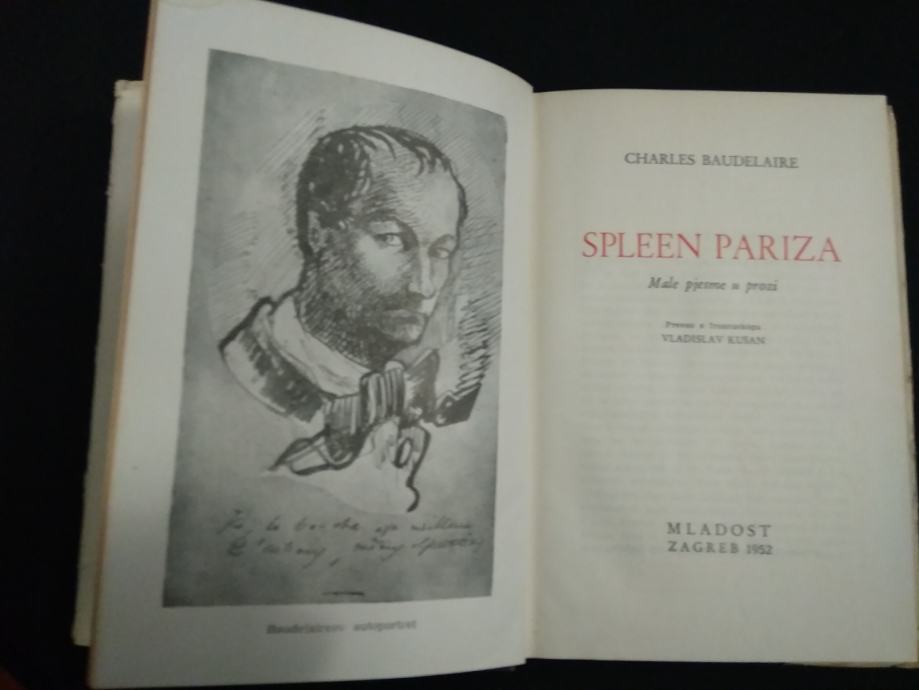 Baudelaireov autoportret
CHARLES BAUDELAIRE
SPLEEN PARIZA
Male pjesme u prozi
Preveo s francuskoga
VLADISLAV KUŠAN
MLADOST
ZAGREB 1952